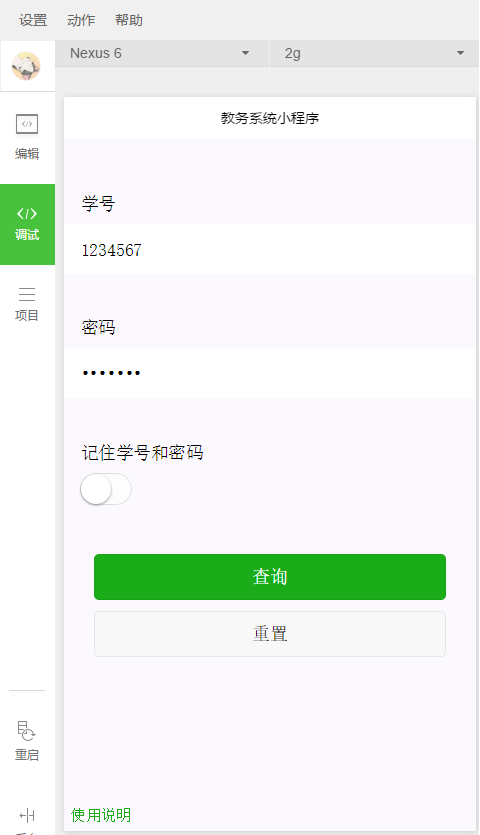 设置 动作 帮助
Nexus 6 2g
编辑
调试
项目
重启
教务系统小程序
学号
1234567
密码
•••••••
记住学号和密码
查询
重置
使用说明